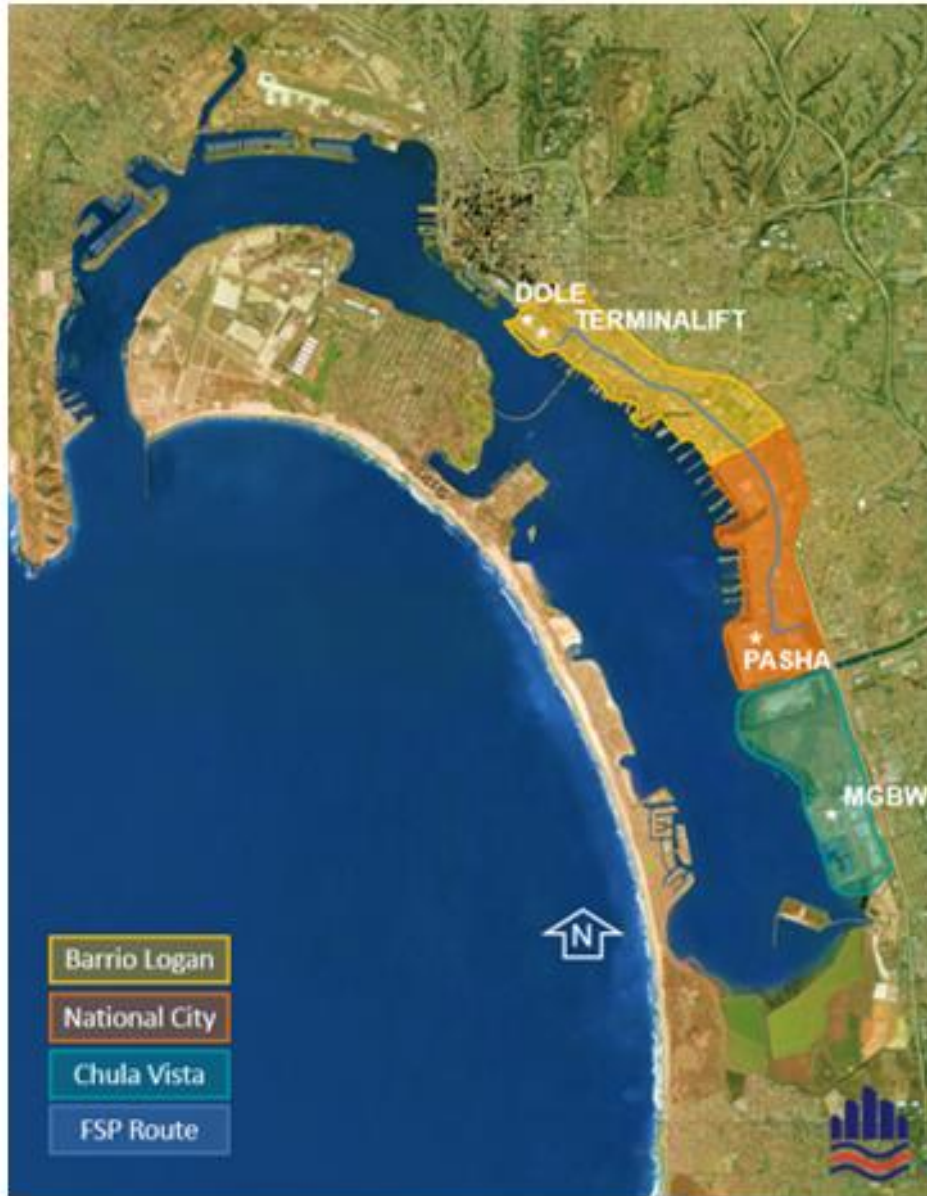 DOLE
TERMINALIFT
PASHA
MGBW
N
Barrio Logan
National City
Chula Vista
FSP Route